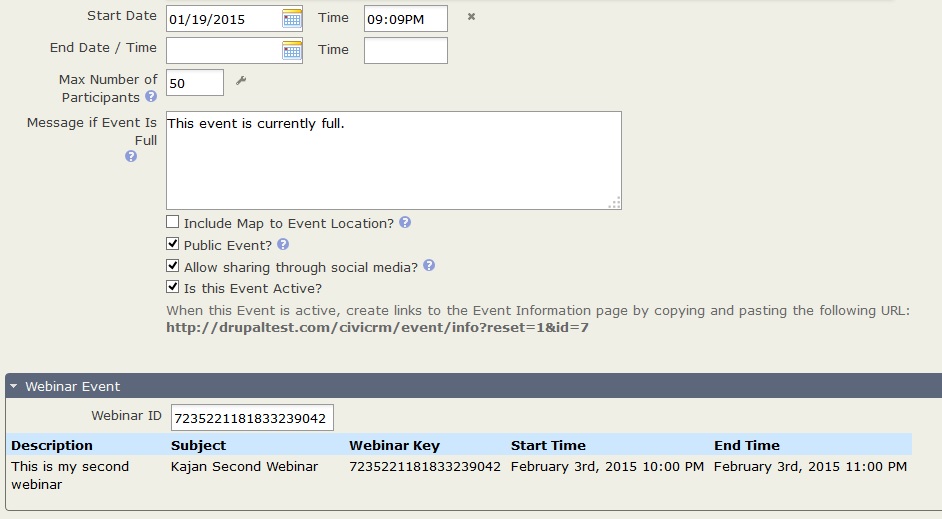 Start Date 01/19/2015 Time 09:09PM
End Date / Time Time
Max Number of
Participants 50
Message if Event Is
Full
This event is currently full.
Include Map to Event Location?
Public Event?
Allow sharing through social media?
Is this Event Active?
When this Event is active, create links to the Event Information page by copying and pasting the following URL:
http://drupaltest.com/civicrm/event/info?reset=1&id=7
Webinar Event
Webinar ID 7235221181833239042
Description Subject Webinar Key Start Time End Time
This is my second Kajan Second Webinar 7235221181833239042 February 3rd, 2015 10:00 PM February 3rd, 2015 11:00 PM
webinar